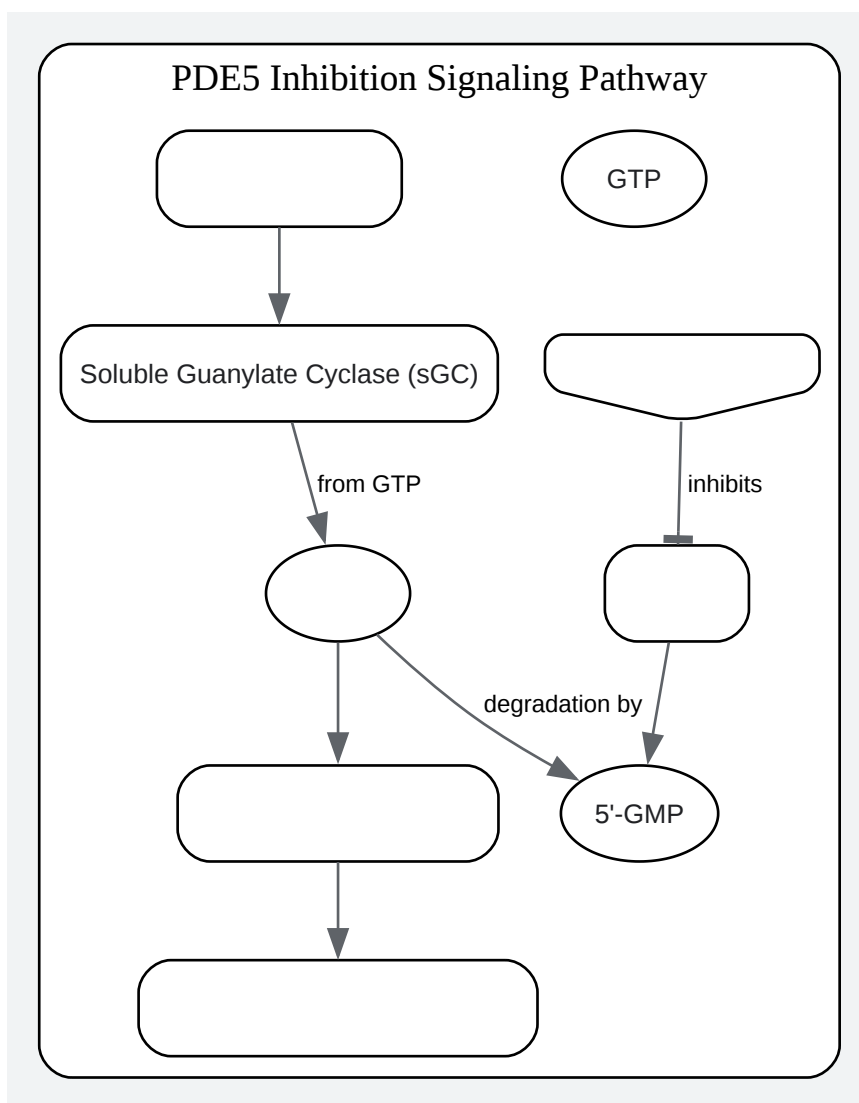 PDE5 Inhibition Signaling Pathway
GTP
Soluble Guanylate Cyclase (sGC)
from GTP
inhibits
degradation by
5'-GMP